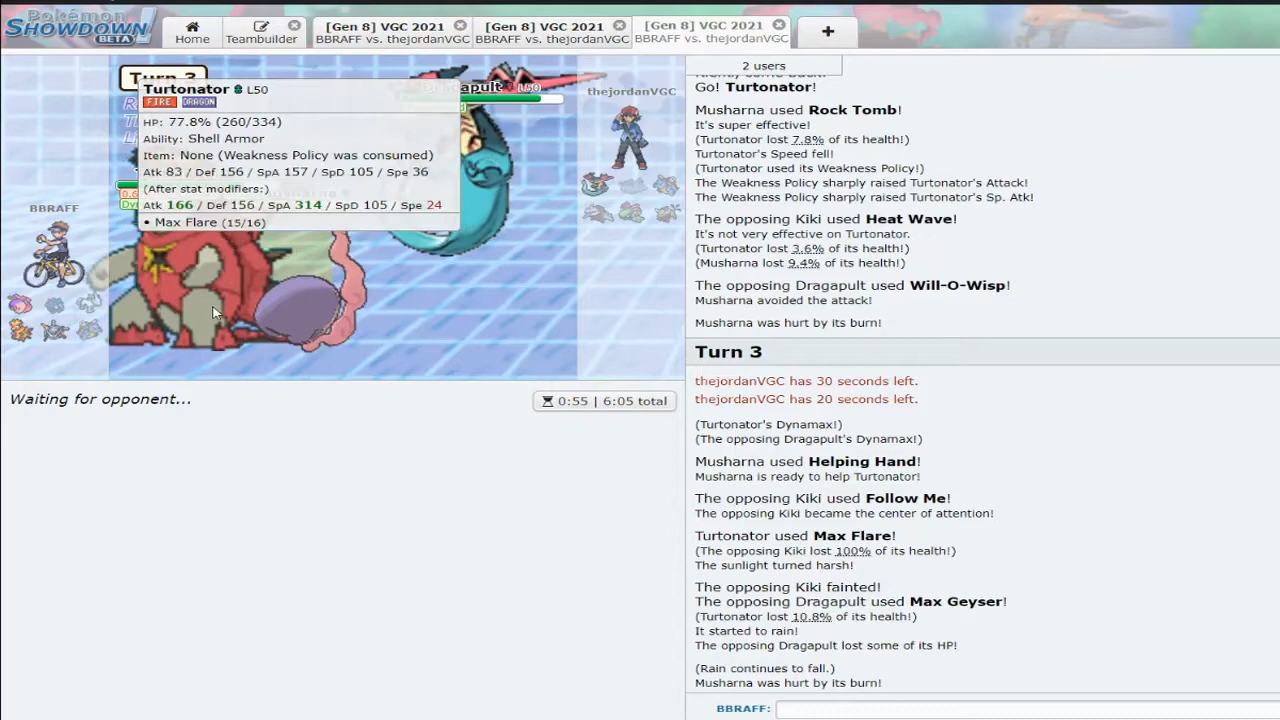 Pokémon
SHOWDOWN
BETA
Home
Teambuilder
[Gen 8] VGC 2021
BBRAFF vs. thejordanVGC
[Gen 8] VGC 2021
BBRAFF vs. thejordanVGC
[Gen 8] VGC 2021
BBRAFF vs. thejordanVGC
+
2 users
Turn 3
Turtonator L50
FIRE DRAGON
HP: 77.8% (260/334)
Ability: Shell Armor
Item: None (Weakness Policy was consumed)
Atk 83 / Def 156 / SpA 157 / SpD 105 / Spe 36
(After stat modifiers:)
Atk 166 / Def 156 / SpA 314 / SpD 105 / Spe 24
• Max Flare (15/16)
L50
thejordanVGC
BBRAFF
Waiting for opponent...
0:55 | 6:05 total
Go! Turtonator!
Musharna used Rock Tomb!
It's super effective!
(Turtonator lost 7.8% of its health!)
Turtonator's Speed fell!
(Turtonator used its Weakness Policy!)
The Weakness Policy sharply raised Turtonator's Attack!
The Weakness Policy sharply raised Turtonator's Sp. Atk!
The opposing Kiki used Heat Wave!
It's not very effective on Turtonator.
(Turtonator lost 3.6% of its health!)
(Musharna lost 9.4% of its health!)
The opposing Dragapult used Will-O-Wisp!
Musharna avoided the attack!
Musharna was hurt by its burn!
Turn 3
thejordanVGC has 30 seconds left.
thejordanVGC has 20 seconds left.
(Turtonator's Dynamax!)
(The opposing Dragapult's Dynamax!)
Musharna used Helping Hand!
Musharna is ready to help Turtonator!
The opposing Kiki used Follow Me!
The opposing Kiki became the center of attention!
Turtonator used Max Flare!
(The opposing Kiki lost 100% of its health!)
The sunlight turned harsh!
The opposing Kiki fainted!
The opposing Dragapult used Max Geyser!
(Turtonator lost 10.8% of its health!)
It started to rain!
The opposing Dragapult lost some of its HP!
(Rain continues to fall.)
Musharna was hurt by its burn!
BBRAFF: